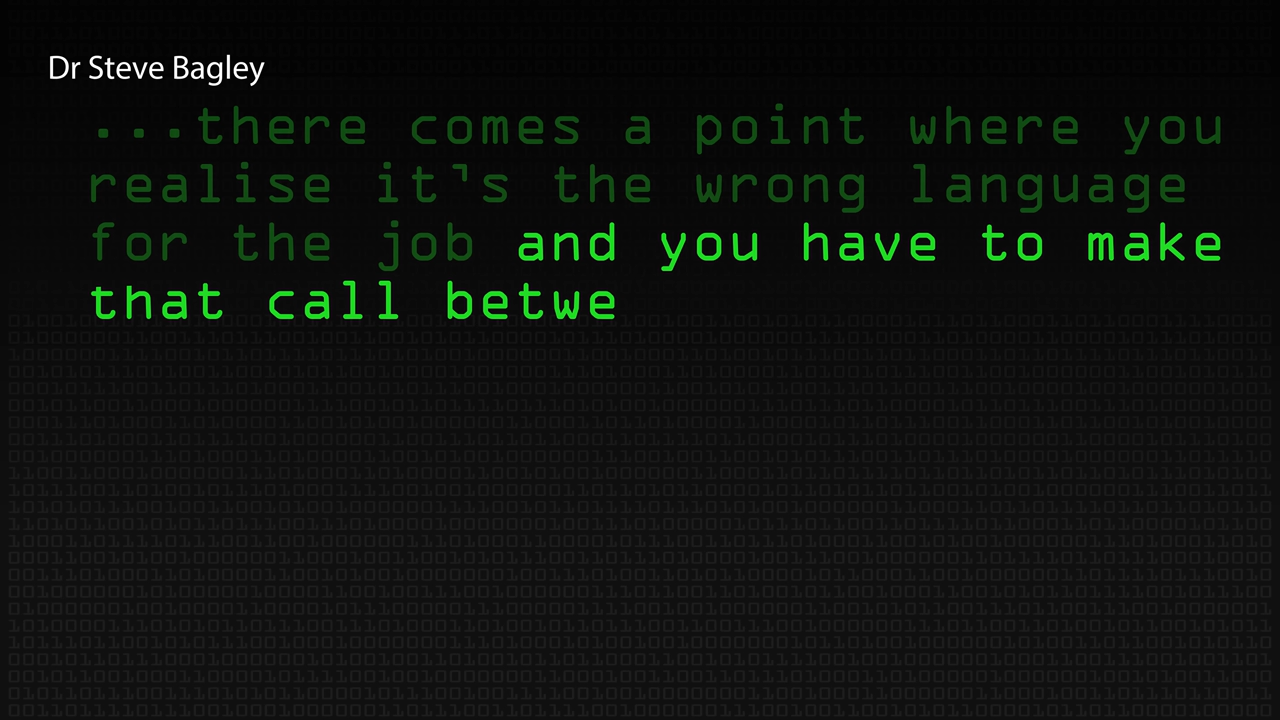 Dr Steve Bagley
...there comes a point where you
realise it's the wrong language
for the job and you have to make
that call betwe